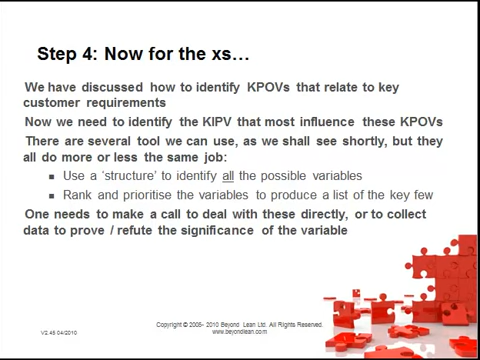 Step 4: Now for the xs…
We have discussed how to identify KPOVs that relate to key
customer requirements
Now we need to identify the KIPV that most influence these KPOVs
There are several tool we can use, as we shall see shortly, but they
all do more or less the same job:
Use a 'structure' to identify all the possible variables
Rank and prioritise the variables to produce a list of the key few
One needs to make a call to deal with these directly, or to collect
data to prove / refute the significance of the variable
V2.45 04/2010
Copyright © 2005- 2010 Beyond Lean Ltd. All Rights Reserved.
www.beyondlean.com